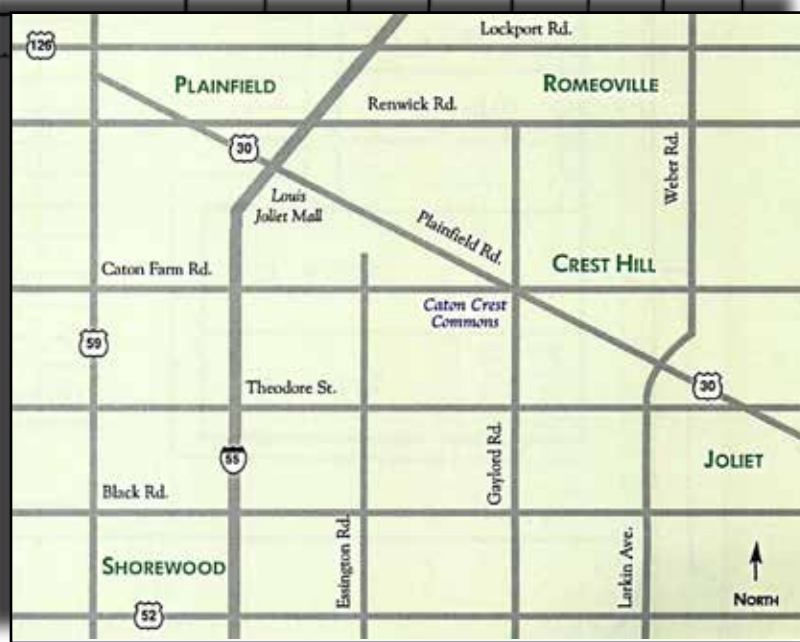 Lockport Rd.
126
PLAINFIELD
ROMEOVILLE
Renwick Rd.
30
Weber Rd.
Louis
Joliet Mall
Plainfield Rd.
CREST HILL
Caton Farm Rd.
Caton Crest
Commons
59
30
Theodore St.
55
Gaylord Rd.
JOLIET
Black Rd.
Essington Rd.
Larkin Ave.
SHOREWOOD
52
NORTH